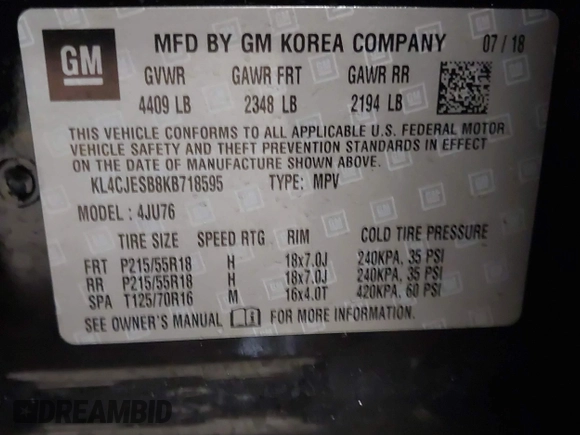 GM MFD BY GM KOREA COMPANY 07 / 18
GVWR GAWR FRT GAWR RR
4409 LB 2348 LB 2194 LB
THIS VEHICLE CONFORMS TO ALL APPLICABLE U.S. FEDERAL MOTOR
VEHICLE SAFETY AND THEFT PREVENTION STANDARDS IN EFFECT
ON THE DATE OF MANUFACTURE SHOWN ABOVE.
KL4CJESB8KB718595 TYPE: MPV
MODEL : 4JU76
TIRE SIZE SPEED RTG RIM COLD TIRE PRESSURE
FRT P215/55R18 H 18x7.0J 240KPA, 35 PSI
RR P215/55R18 H 18x7.0J 240KPA, 35 PSI
SPA T125/70R16 M 16x4.0T 420KPA, 60 PSI
SEE OWNER'S MANUAL FOR MORE INFORMATION.
DREAMBID